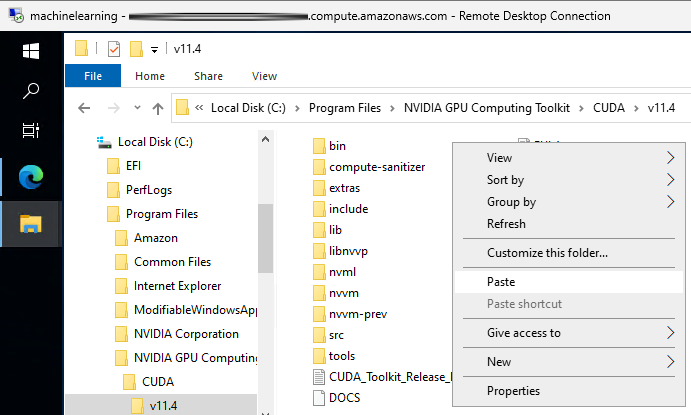 machinelearning - .compute.amazonaws.com - Remote Desktop Connection
v11.4
File Home Share View
« Local Disk (C:) > Program Files > NVIDIA GPU Computing Toolkit > CUDA > v11.4
Local Disk (C:)
EFI
PerfLogs
Program Files
Amazon
Common Files
Internet Explorer
ModifiableWindowsApp
NVIDIA Corporation
NVIDIA GPU Computing
CUDA
v11.4
bin
compute-sanitizer
extras
include
lib
libnvvp
nvml
nvvm
nvvm-prev
src
tools
CUDA_Toolkit_Release_
DOCS
View
Sort by
Group by
Refresh
Customize this folder...
Paste
Paste shortcut
Give access to
New
Properties